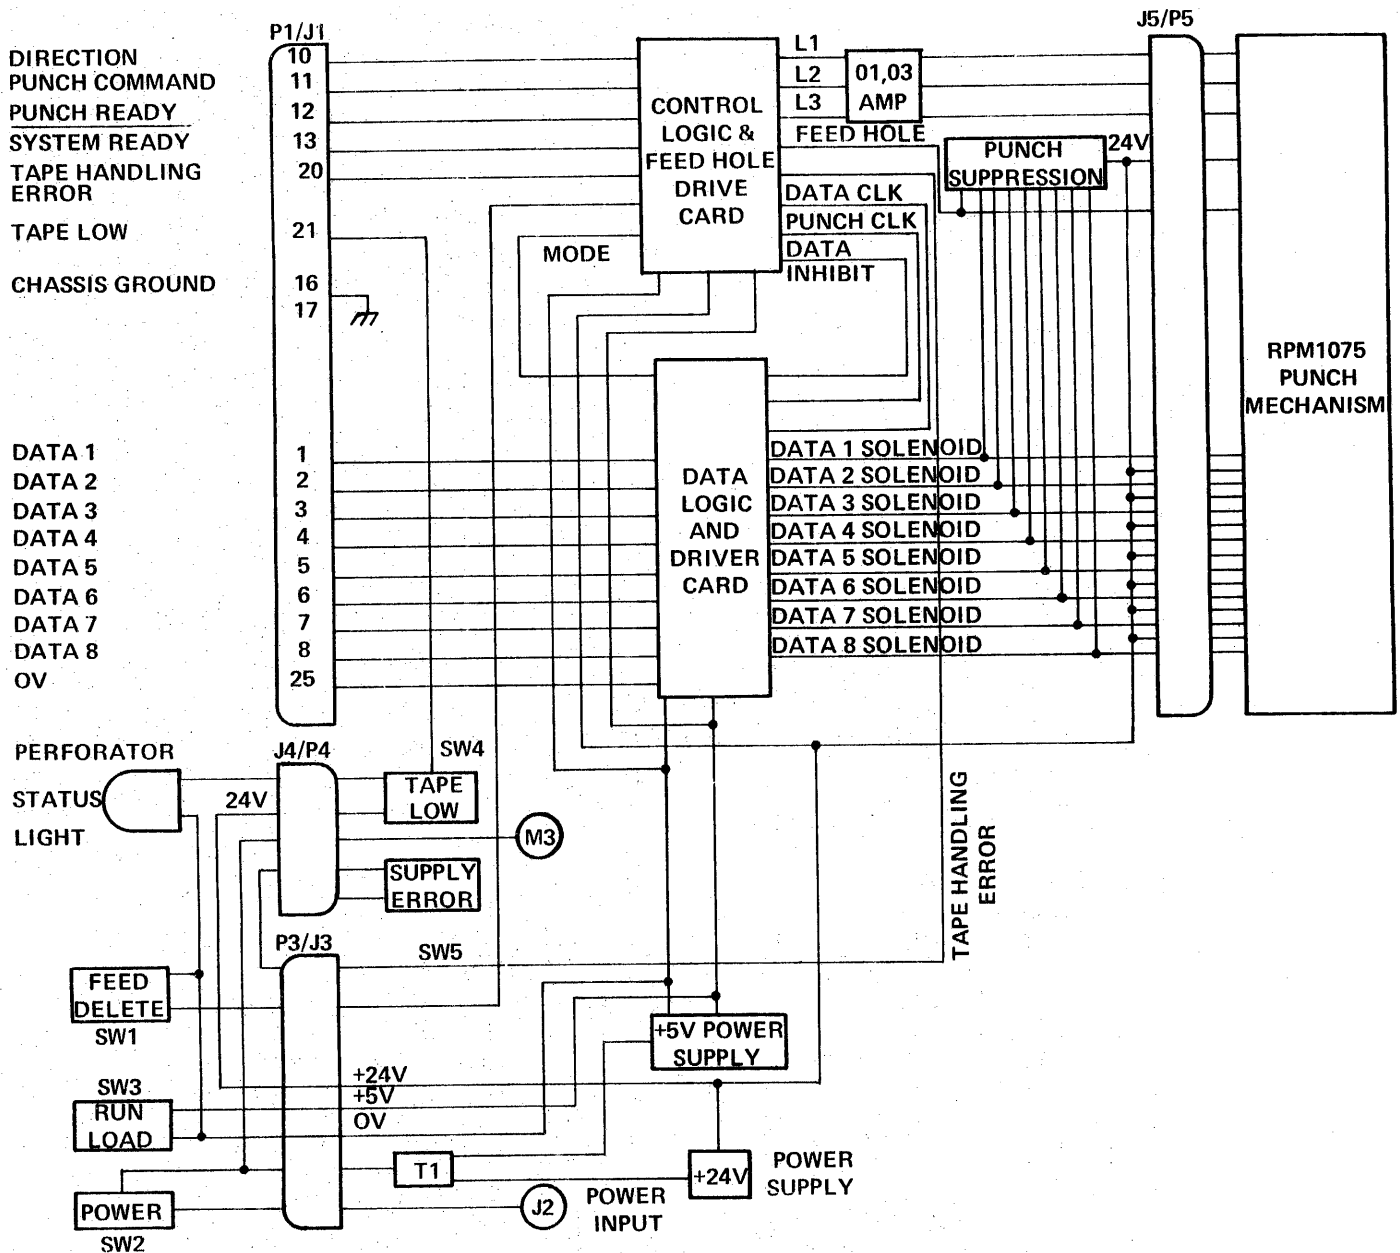 P1/J1
J5/P5
DIRECTION
PUNCH COMMAND
PUNCH READY
SYSTEM READY
TAPE HANDLING
ERROR
TAPE LOW
CHASSIS GROUND
10
11
12
13
20
21
16
17
CONTROL
LOGIC &
FEED HOLE
DRIVE
CARD
L1
L2
L3
01,03
AMP
FEED HOLE
PUNCH
SUPPRESSION
24V
DATA CLK
PUNCH CLK
DATA
INHIBIT
MODE
RPM1075
PUNCH
MECHANISM
DATA 1
DATA 2
DATA 3
DATA 4
DATA 5
DATA 6
DATA 7
DATA 8
OV
1
2
3
4
5
6
7
8
25
DATA
LOGIC
AND
DRIVER
CARD
DATA 1 SOLENOID
DATA 2 SOLENOID
DATA 3 SOLENOID
DATA 4 SOLENOID
DATA 5 SOLENOID
DATA 6 SOLENOID
DATA 7 SOLENOID
DATA 8 SOLENOID
PERFORATOR
STATUS
LIGHT
J4/P4
24V
SW4
TAPE
LOW
M3
SUPPLY
ERROR
TAPE HANDLING
ERROR
P3/J3
SW5
FEED
DELETE
SW1
+5V POWER
SUPPLY
SW3
RUN
LOAD
+24V
+5V
OV
T1
+24V
POWER
SUPPLY
POWER
SW2
J2
POWER
INPUT